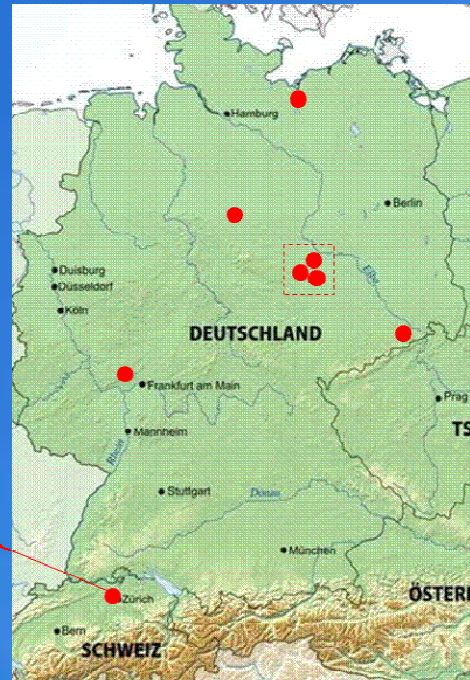 Hamburg
Berlin
Duisburg
Düsseldorf
Elbe
Köln
DEUTSCHLAND
Frankfurt am Main
Prag
Mannheim
TS
Rhein
Stuttgart
Donau
München
ÖSTERR
Zürich
Bern
SCHWEIZ